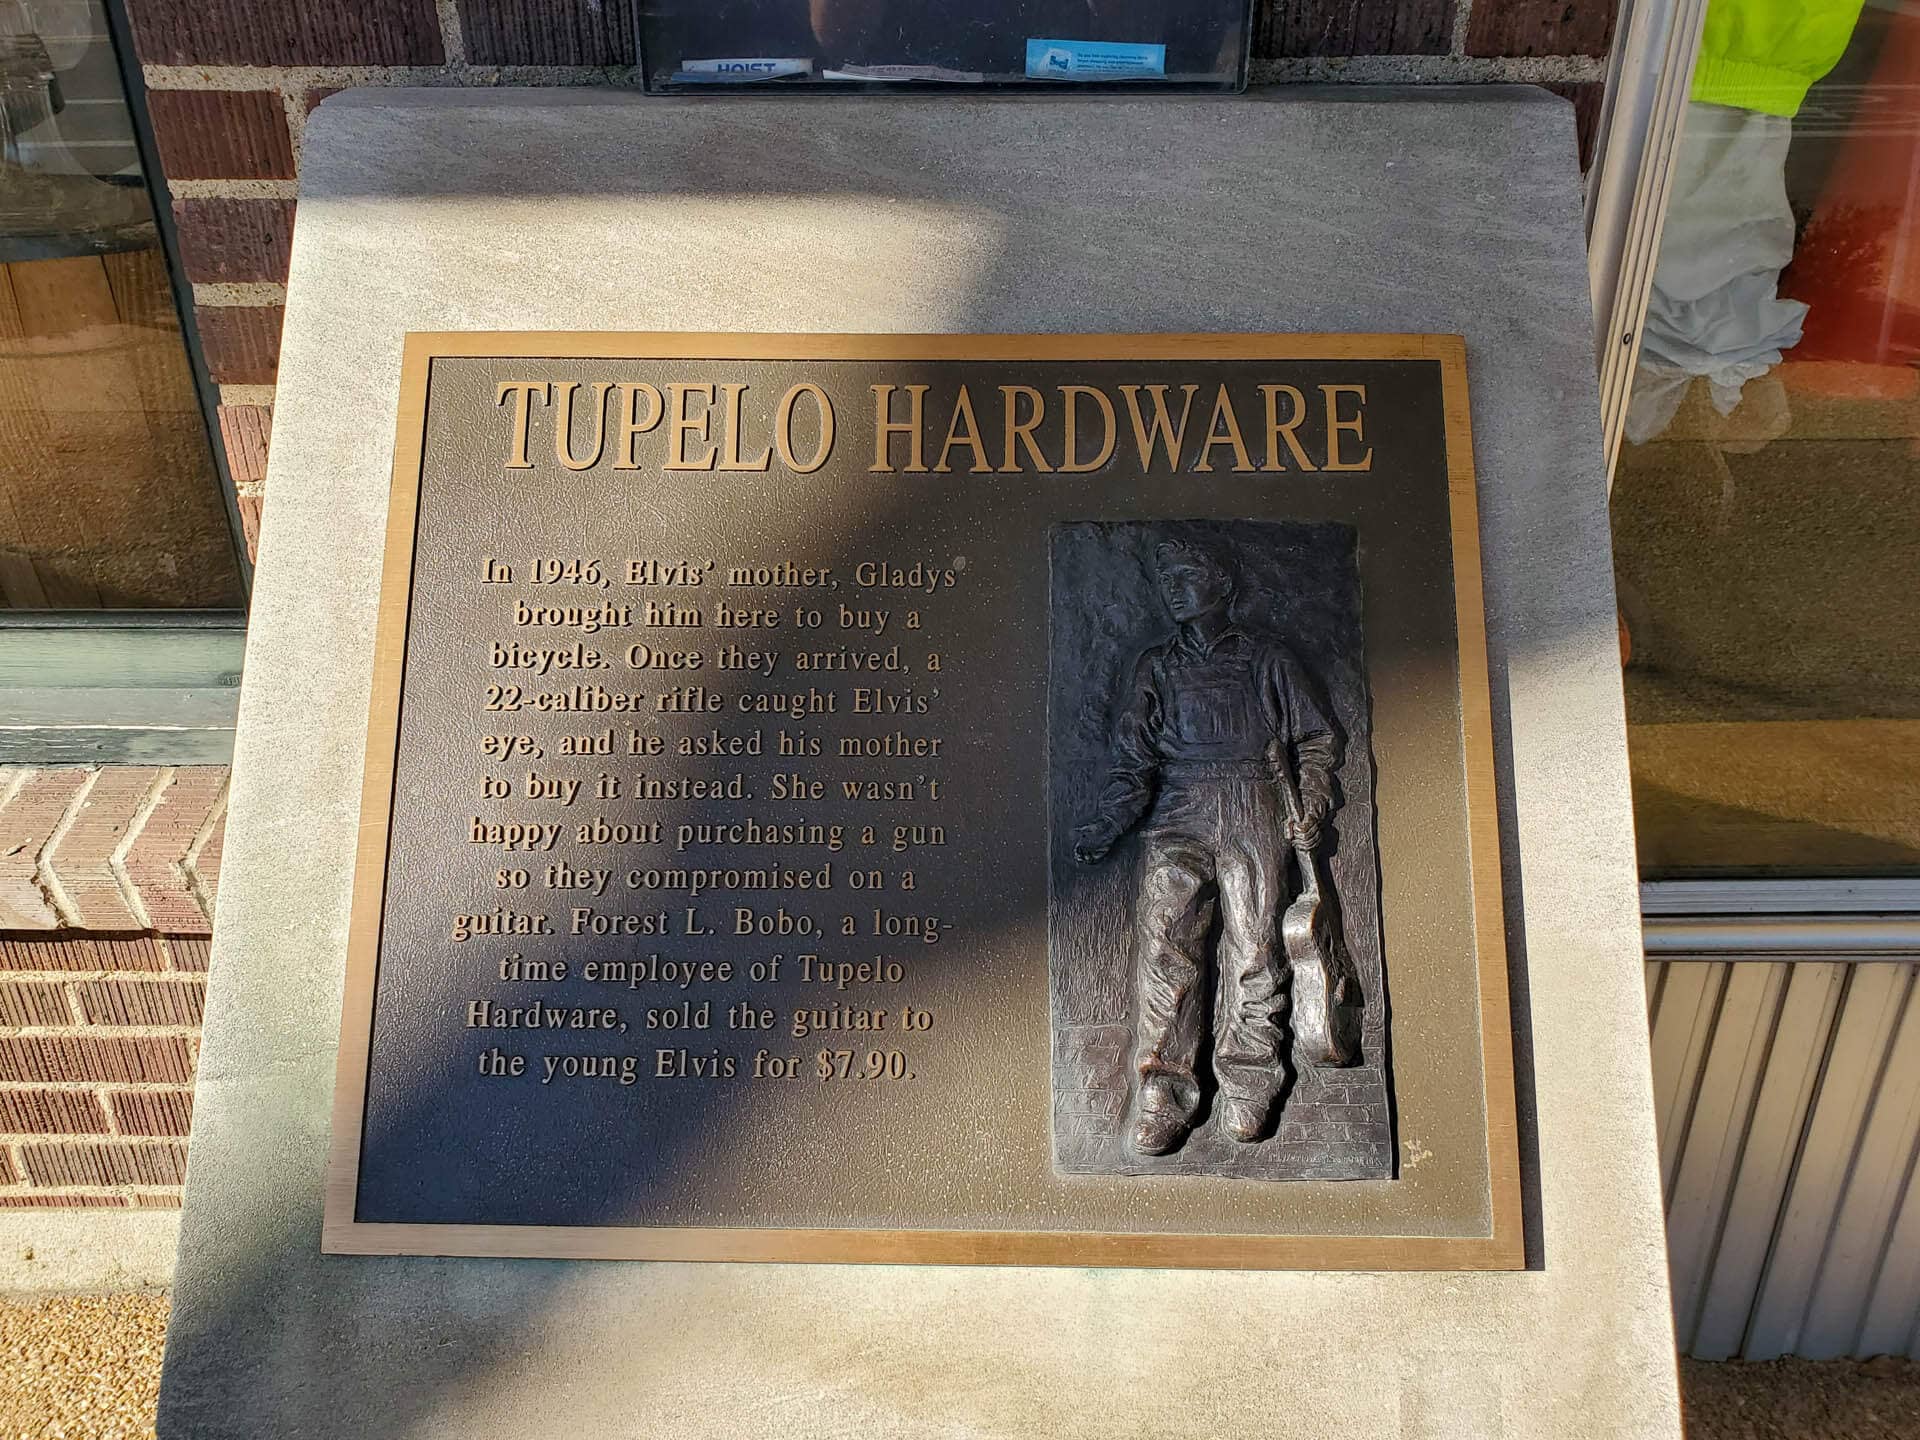 HOIST
TUPELO HARDWARE
In 1946, Elvis' mother, Gladys
brought him here to buy a
bicycle. Once they arrived, a
22-caliber rifle caught Elvis'
eye, and he asked his mother
to buy it instead. She wasn't
happy about purchasing a gun
so they compromised on a
guitar. Forest L. Bobo, a long-
time employee of Tupelo
Hardware, sold the guitar to
the young Elvis for $7.90.